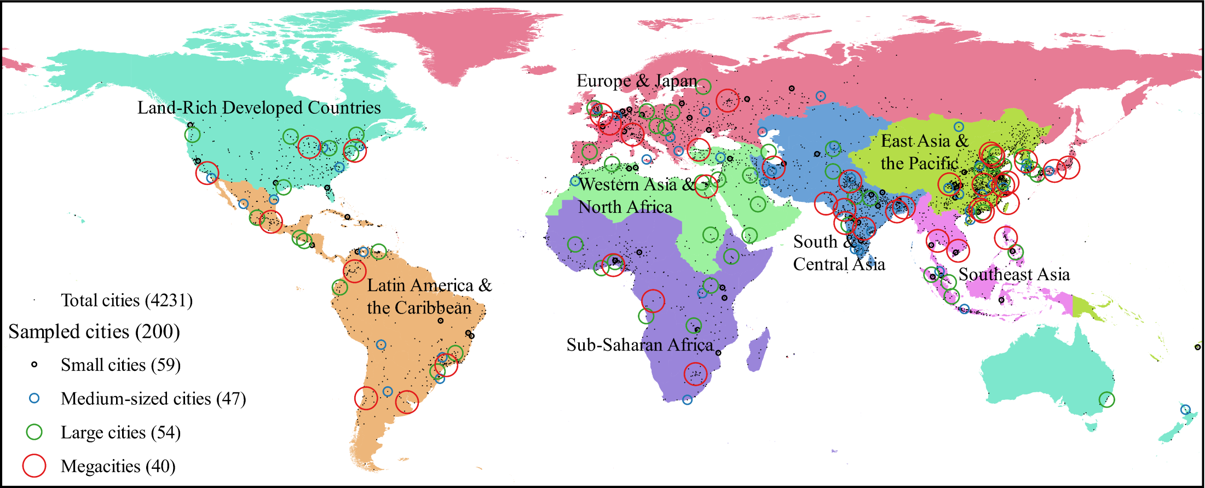 Europe & Japan
Land-Rich Developed Countries
East Asia &
the Pacific
Western Asia &
North Africa
South &
Central Asia
Southeast Asia
Latin America &
the Caribbean
Sub-Saharan Africa
Total cities (4231)
Sampled cities (200)
Small cities (59)
Medium-sized cities (47)
Large cities (54)
Megacities (40)